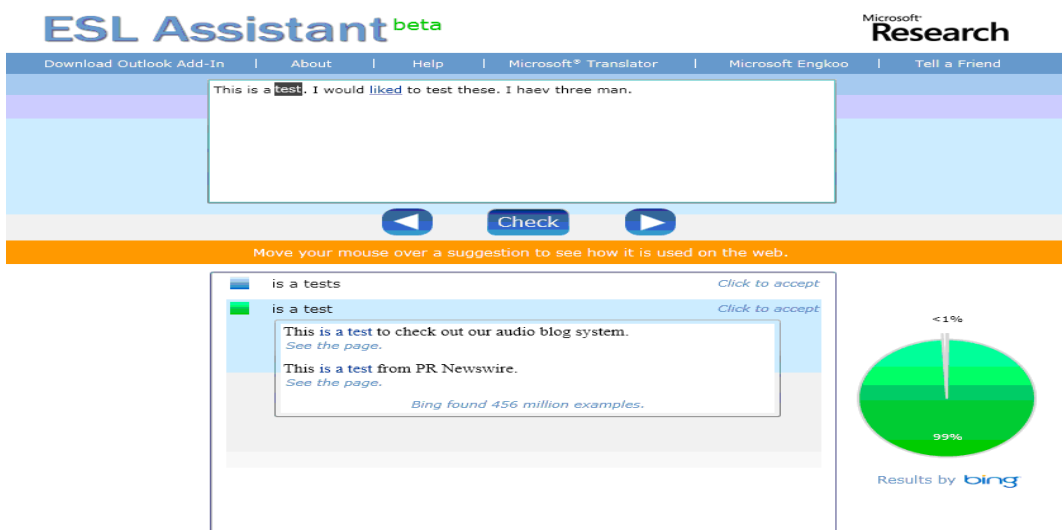 ESL Assistant beta
Microsoft®
Research
Download Outlook Add-In | About | Help | Microsoft® Translator | Microsoft Engkoo | Tell a Friend
This is a test. I would liked to test these. I haev three man.
Check
Move your mouse over a suggestion to see how it is used on the web.
is a tests Click to accept
is a test Click to accept
This is a test to check out our audio blog system.
See the page.
This is a test from PR Newswire.
See the page.
Bing found 456 million examples.
<1%
99%
Results by bing